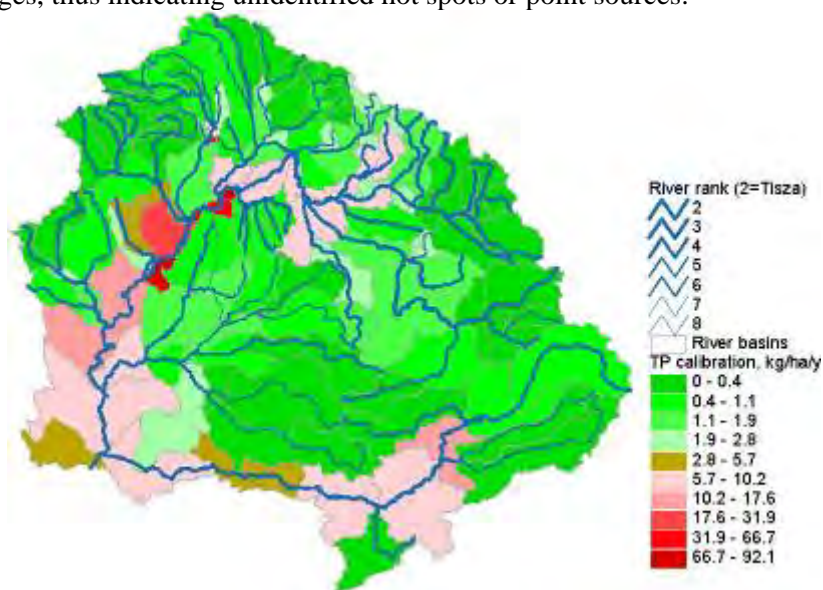 ges, thus indicating unidentified hot spots or point sources.
River rank (2=Tisza)
2
3
4
5
6
7
8
River basins
TP calibration, kg/ha/y
0 - 0.4
0.4 - 1.1
1.1 - 1.9
1.9 - 2.8
2.8 - 5.7
5.7 - 10.2
10.2 - 17.6
17.6 - 31.9
31.9 - 66.7
66.7 - 92.1